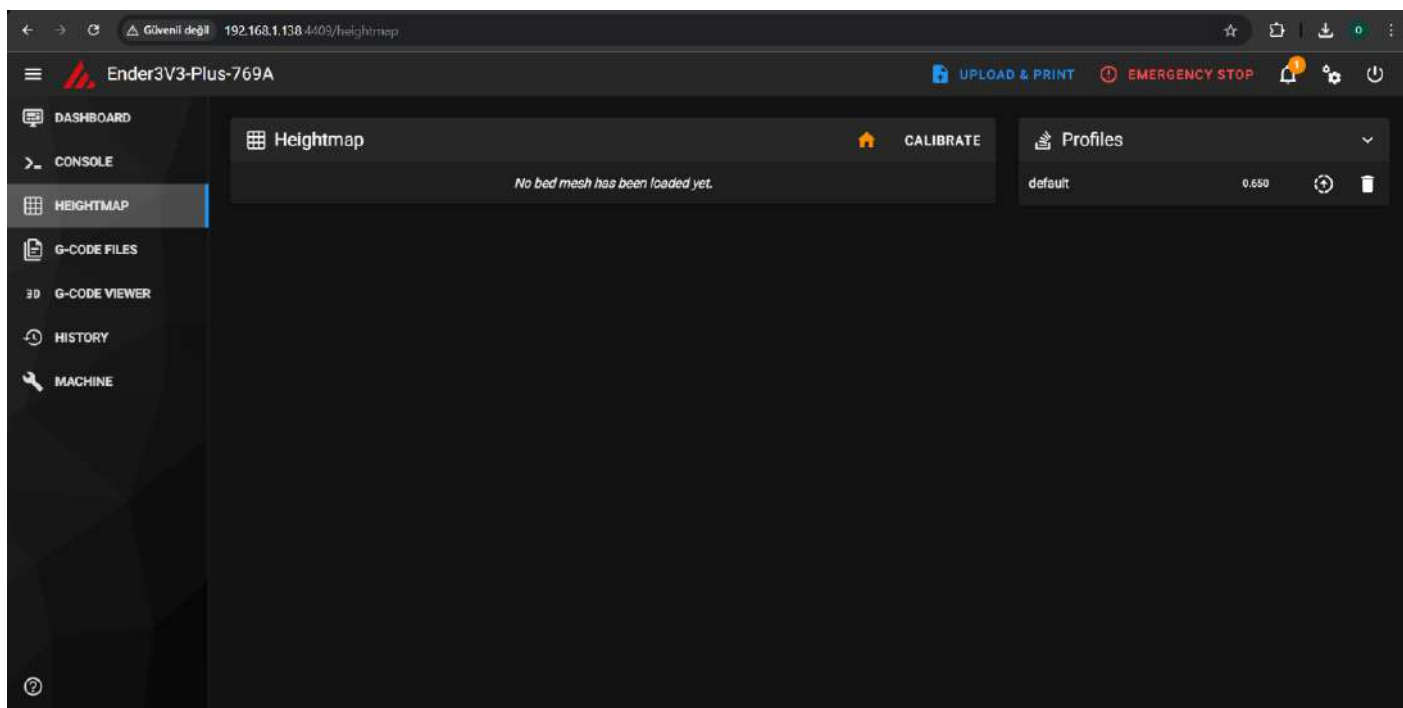 Güvenli değil 192.168.1.138:4409/heightmap
Ender3V3-Plus-769A
UPLOAD & PRINT
EMERGENCY STOP
1
DASHBOARD
CONSOLE
HEIGHTMAP
G-CODE FILES
3D G-CODE VIEWER
HISTORY
MACHINE
Heightmap
CALIBRATE
No bed mesh has been loaded yet.
Profiles
default 0.650